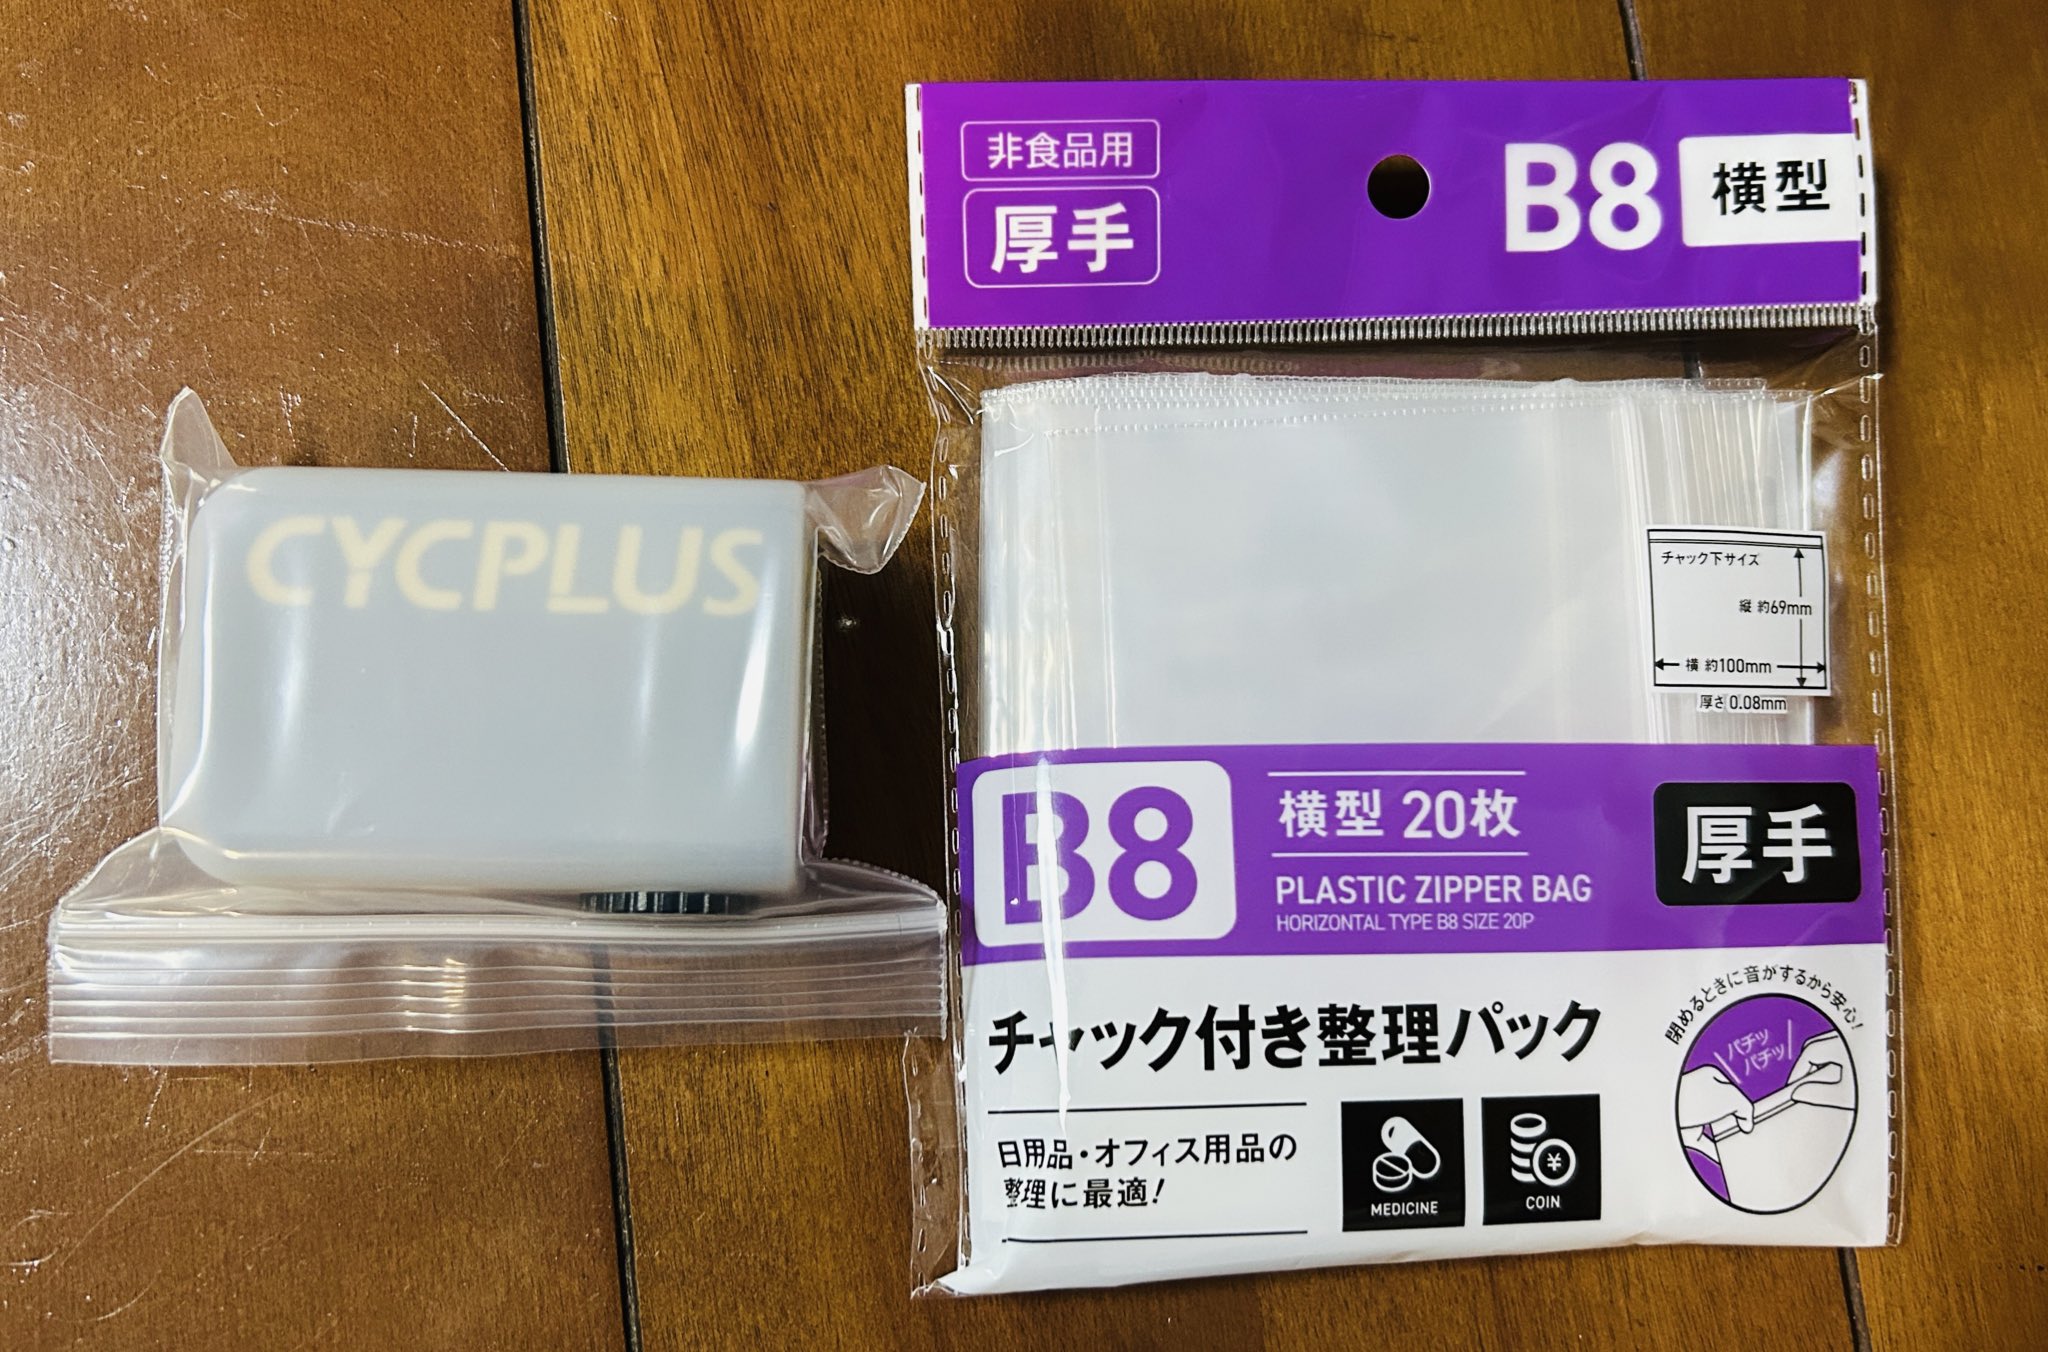 CYCPLUS
非食品用
厚手
B8 横型
チャック下サイズ
縦 約69mm
横 約100mm
厚さ 0.08mm
B8
横型 20枚
PLASTIC ZIPPER BAG
HORIZONTAL TYPE B8 SIZE 20P
厚手
チャック付き整理パック
閉めるときに音がするから安心!
パチッ
パチッ
日用品・オフィス用品の
整理に最適!
MEDICINE
COIN